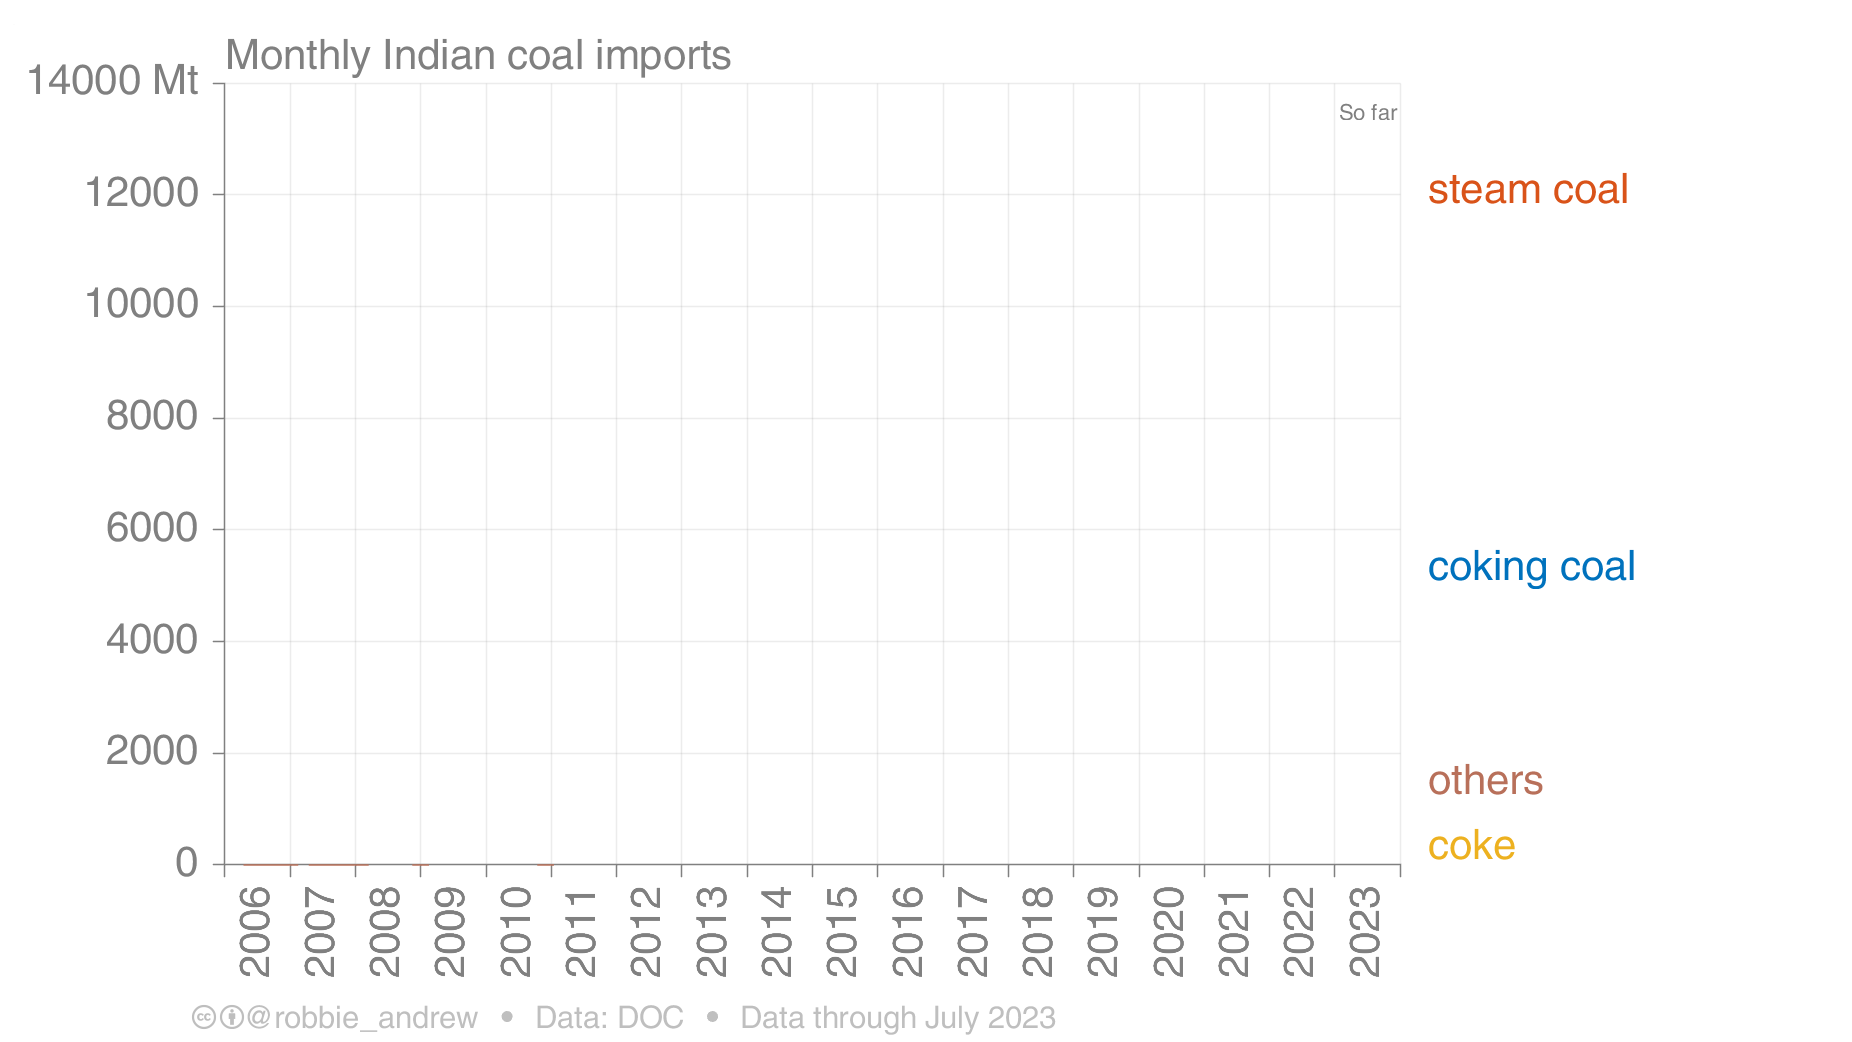 Monthly Indian coal imports
14000 Mt
So far
12000
steam coal
10000
8000
6000
coking coal
4000
2000
others
coke
0
2006 2007 2008 2009 2010 2011 2012 2013 2014 2015 2016 2017 2018 2019 2020 2021 2022 2023
@robbie_andrew • Data: DOC • Data through July 2023